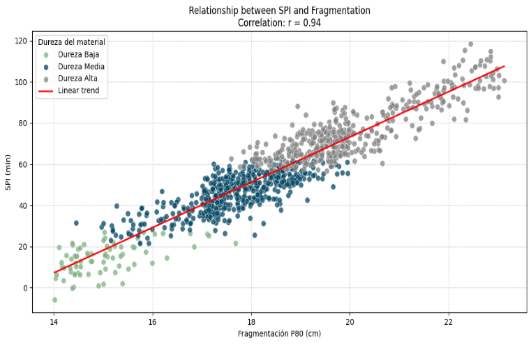 Relationship between SPI and Fragmentation
Correlation: r = 0.94
Dureza del material
Dureza Baja
Dureza Media
Dureza Alta
Linear trend
SPI (min)
120
100
80
60
40
20
0
14
16
18
20
22
Fragmentación P80 (cm)